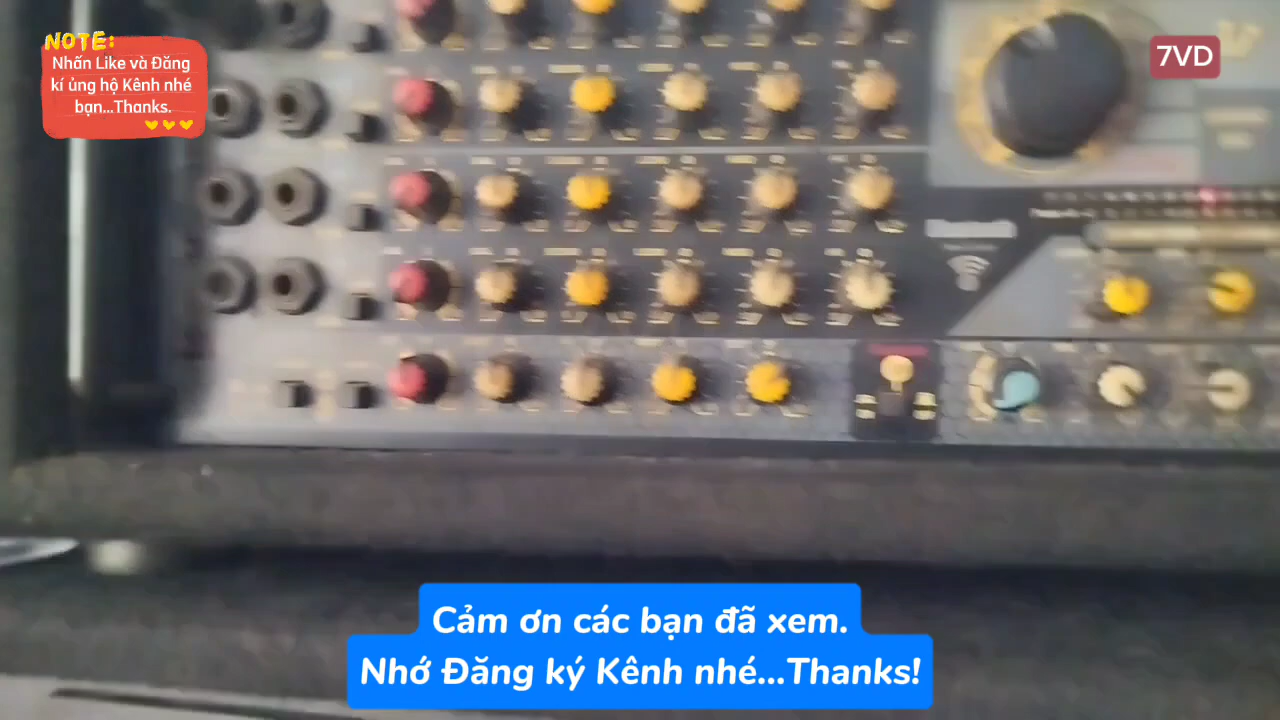 NOTE:
Nhấn Like và Đăng
kí ủng hộ Kênh nhé
bạn...Thanks.
7VD
Cảm ơn các bạn đã xem.
Nhớ Đăng ký Kênh nhé...Thanks!